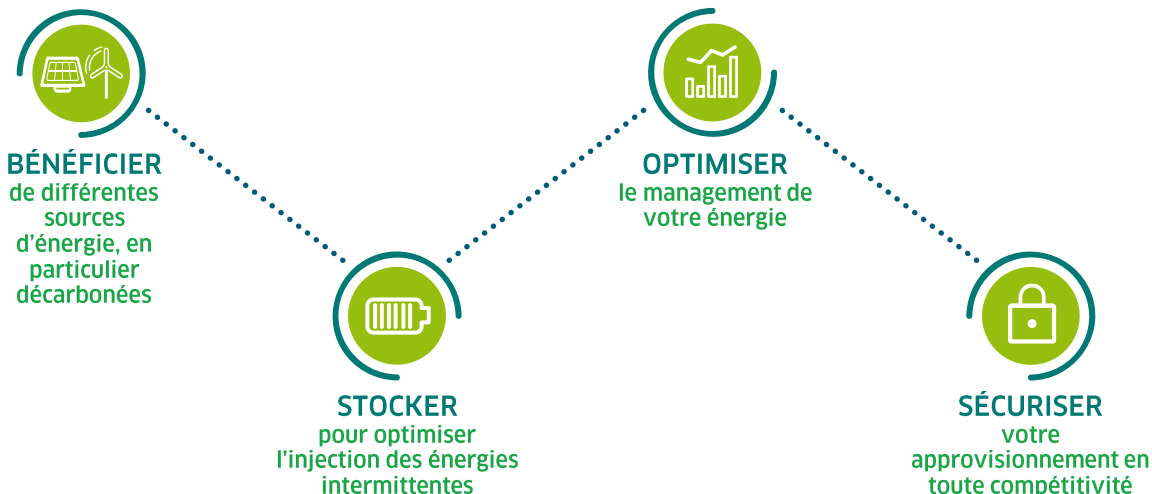 BÉNÉFICIER
de différentes
sources
d'énergie, en
particulier
décarbonées
STOCKER
pour optimiser
l'injection des énergies
intermittentes
OPTIMISER
le management de
votre énergie
SÉCURISER
votre
approvisionnement en
toute compétitivité